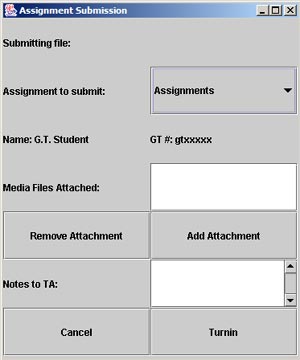 Assignment Submission
Submitting file:
Assignment to submit: Assignments
Name: G.T. Student GT #: gtxxxxx
Media Files Attached:
Remove Attachment Add Attachment
Notes to TA:
Cancel Turnin